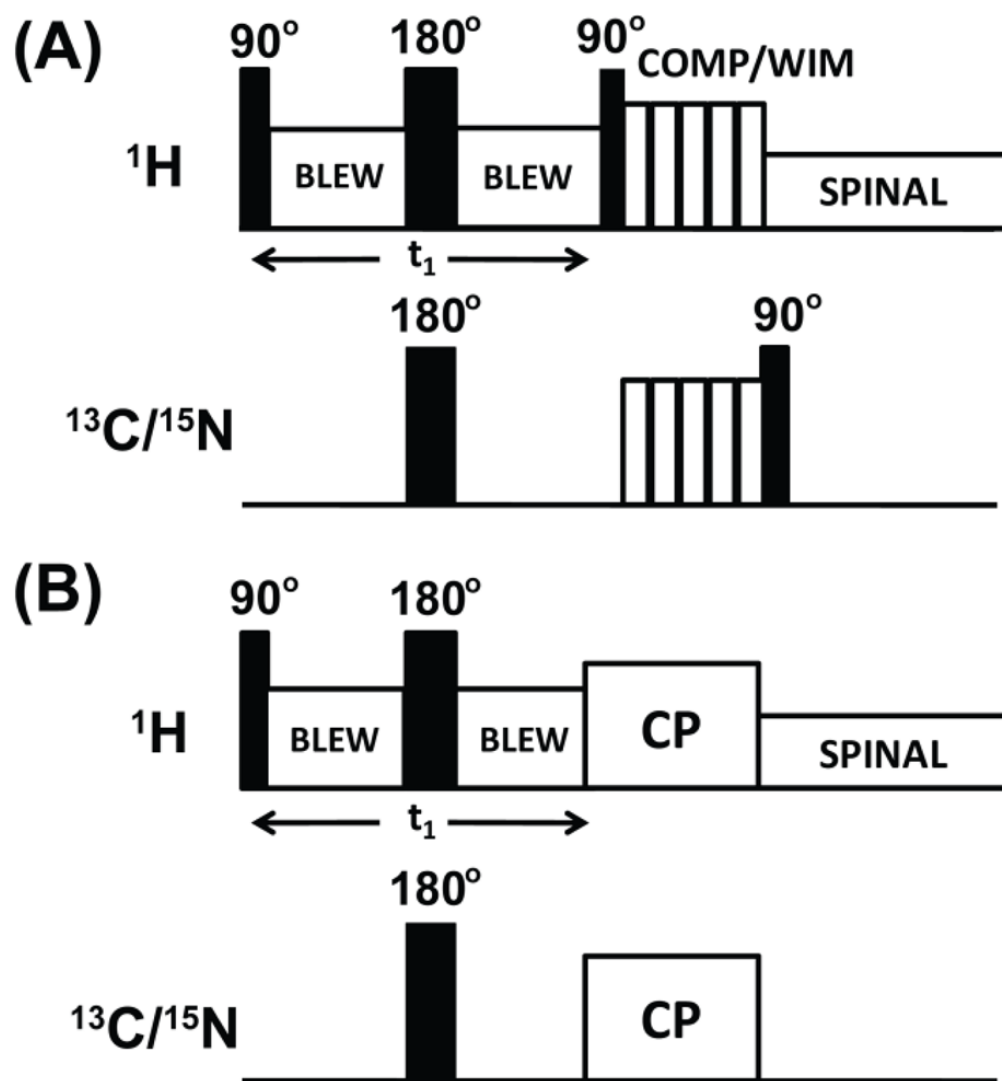 (A)
90° 180° 90° COMP/WIM
¹H BLEW BLEW SPINAL
t₁
180° 90°
¹³C/¹⁵N
(B)
90° 180°
¹H BLEW BLEW CP SPINAL
t₁
180°
¹³C/¹⁵N CP